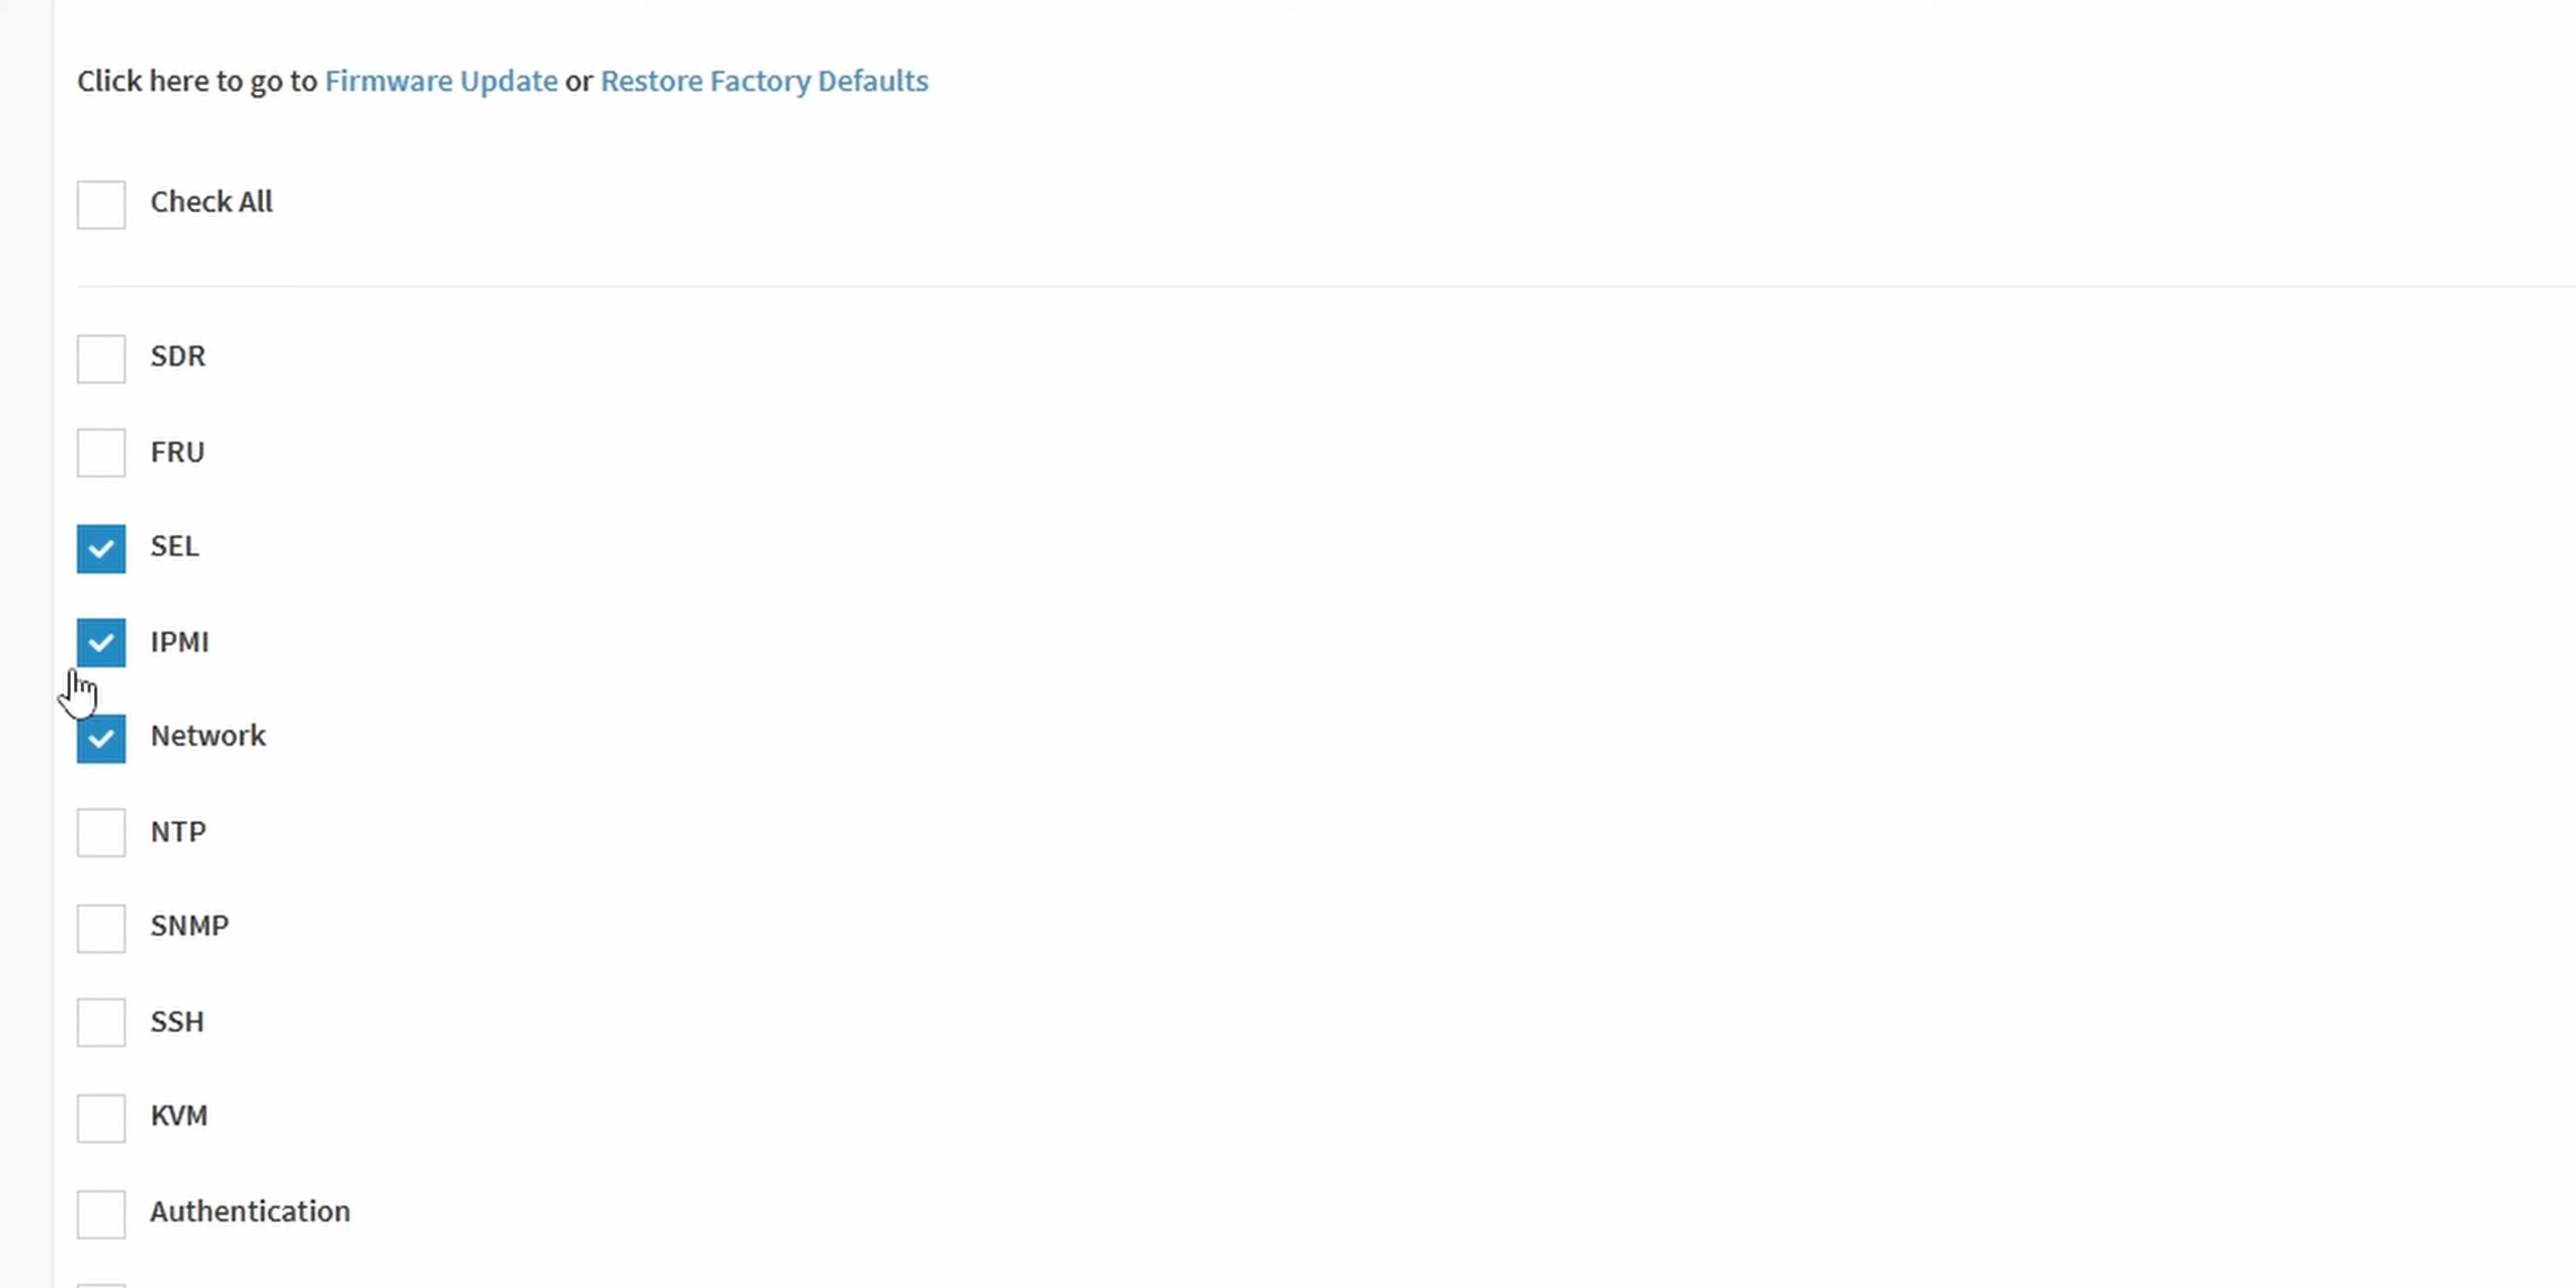 Click here to go to Firmware Update or Restore Factory Defaults
Check All
SDR
FRU
SEL
IPMI
Network
NTP
SNMP
SSH
KVM
Authentication